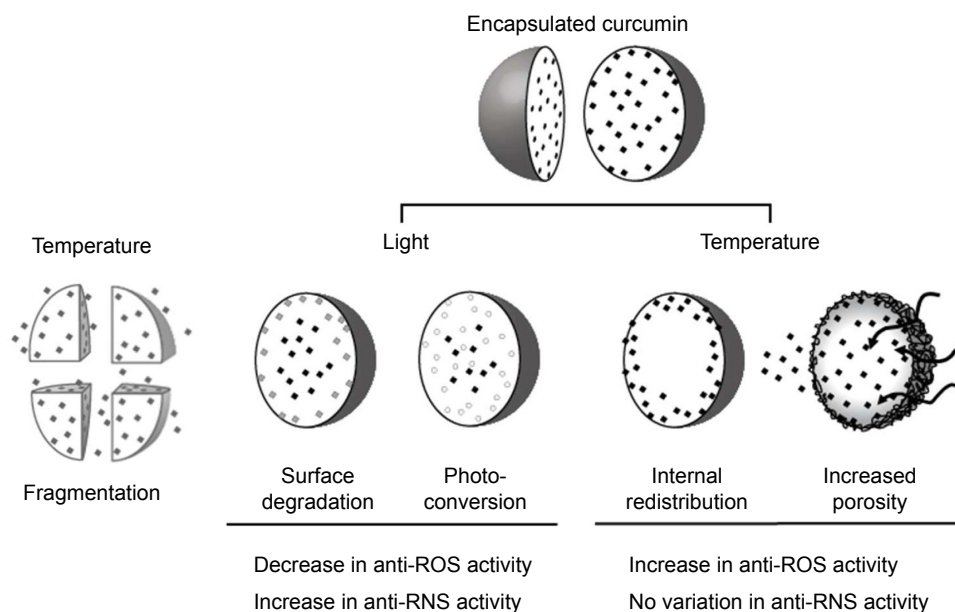 Encapsulated curcumin
Temperature
Light
Temperature
Fragmentation
Surface
degradation
Photo-
conversion
Internal
redistribution
Increased
porosity
Decrease in anti-ROS activity
Increase in anti-RNS activity
Increase in anti-ROS activity
No variation in anti-RNS activity